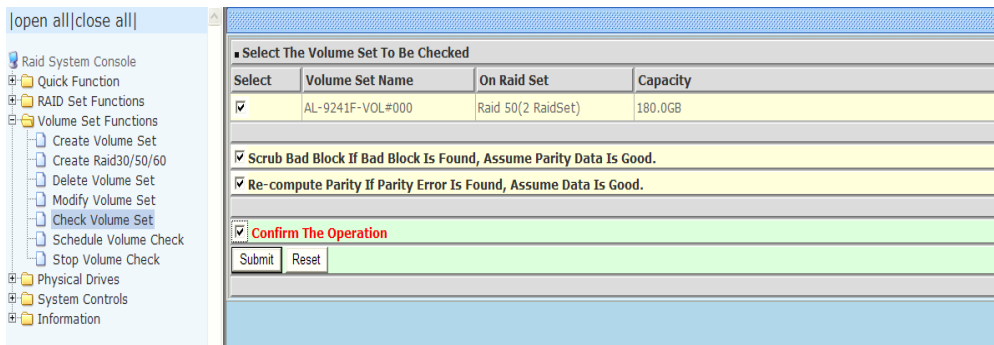 |open all|close all|
Raid System Console
Quick Function
RAID Set Functions
Volume Set Functions
Create Volume Set
Create Raid30/50/60
Delete Volume Set
Modify Volume Set
Check Volume Set
Schedule Volume Check
Stop Volume Check
Physical Drives
System Controls
Information
Select The Volume Set To Be Checked
Select Volume Set Name On Raid Set Capacity
AL-9241F-VOL#000 Raid 50(2 RaidSet) 180.0GB
Scrub Bad Block If Bad Block Is Found, Assume Parity Data Is Good.
Re-compute Parity If Parity Error Is Found, Assume Data Is Good.
Confirm The Operation
Submit Reset